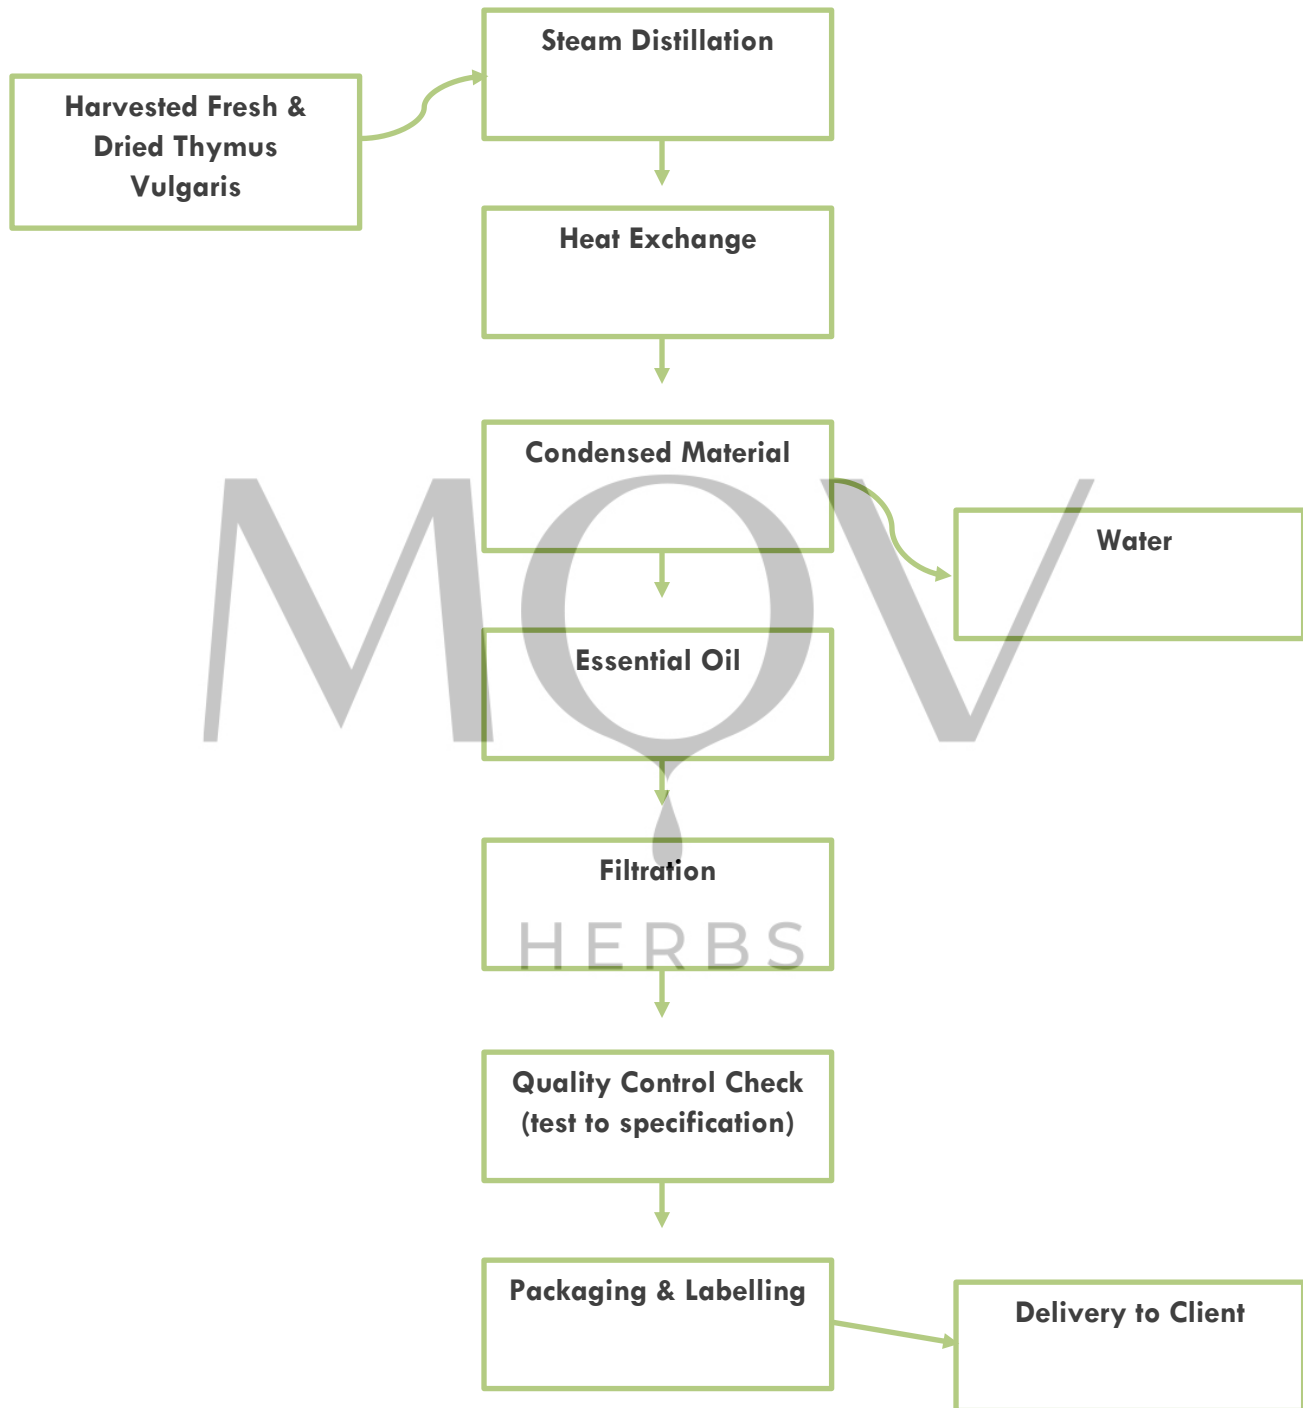 Steam Distillation
Harvested Fresh &
Dried Thymus
Vulgaris
Heat Exchange
Condensed Material
Water
Essential Oil
Filtration
Quality Control Check
(test to specification)
Packaging & Labelling
Delivery to Client
MOV
HERBS